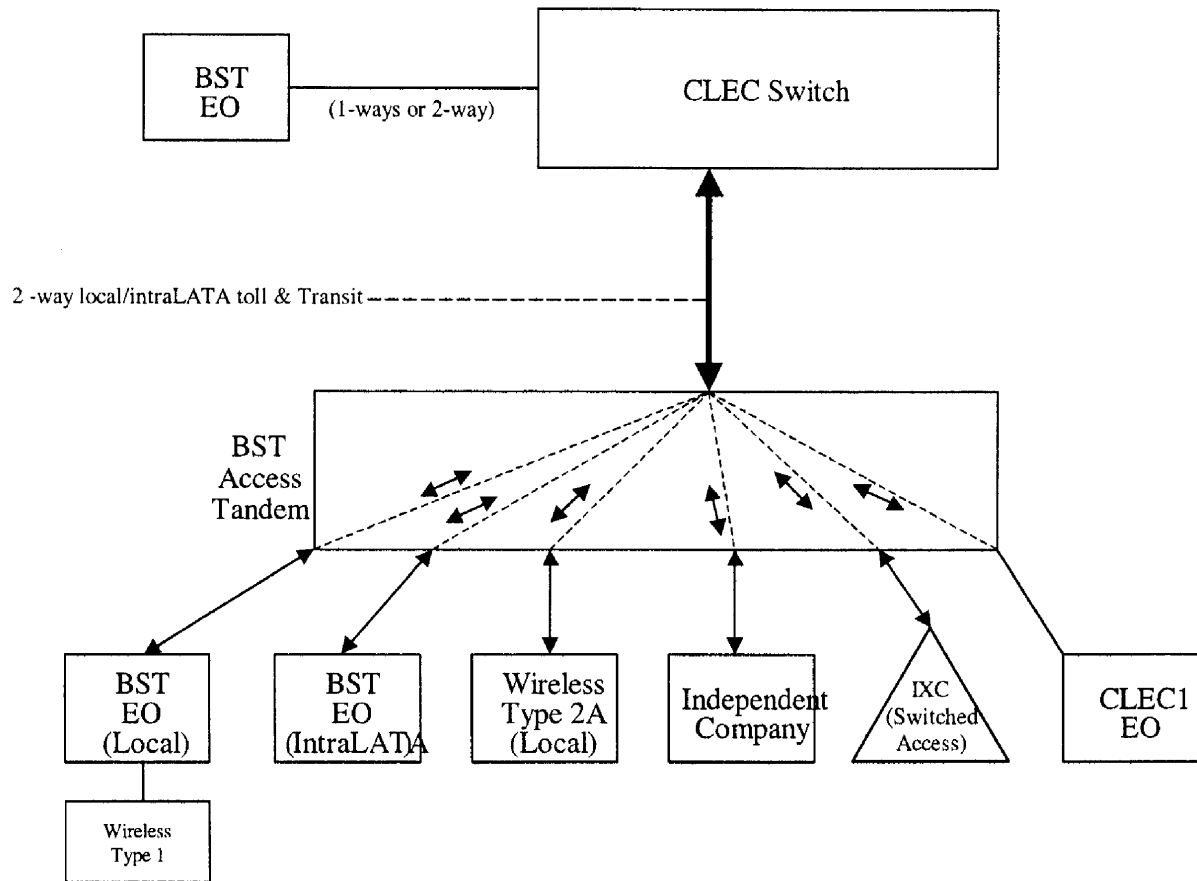 BST
EO
(1-ways or 2-way)
CLEC Switch
2 -way local/intraLATA toll & Transit
BST
Access
Tandem
BST
EO
(Local)
BST
EO
(IntraLATA)
Wireless
Type 2A
(Local)
Independent
Company
IXC
(Switched
Access)
CLEC1
EO
Wireless
Type 1